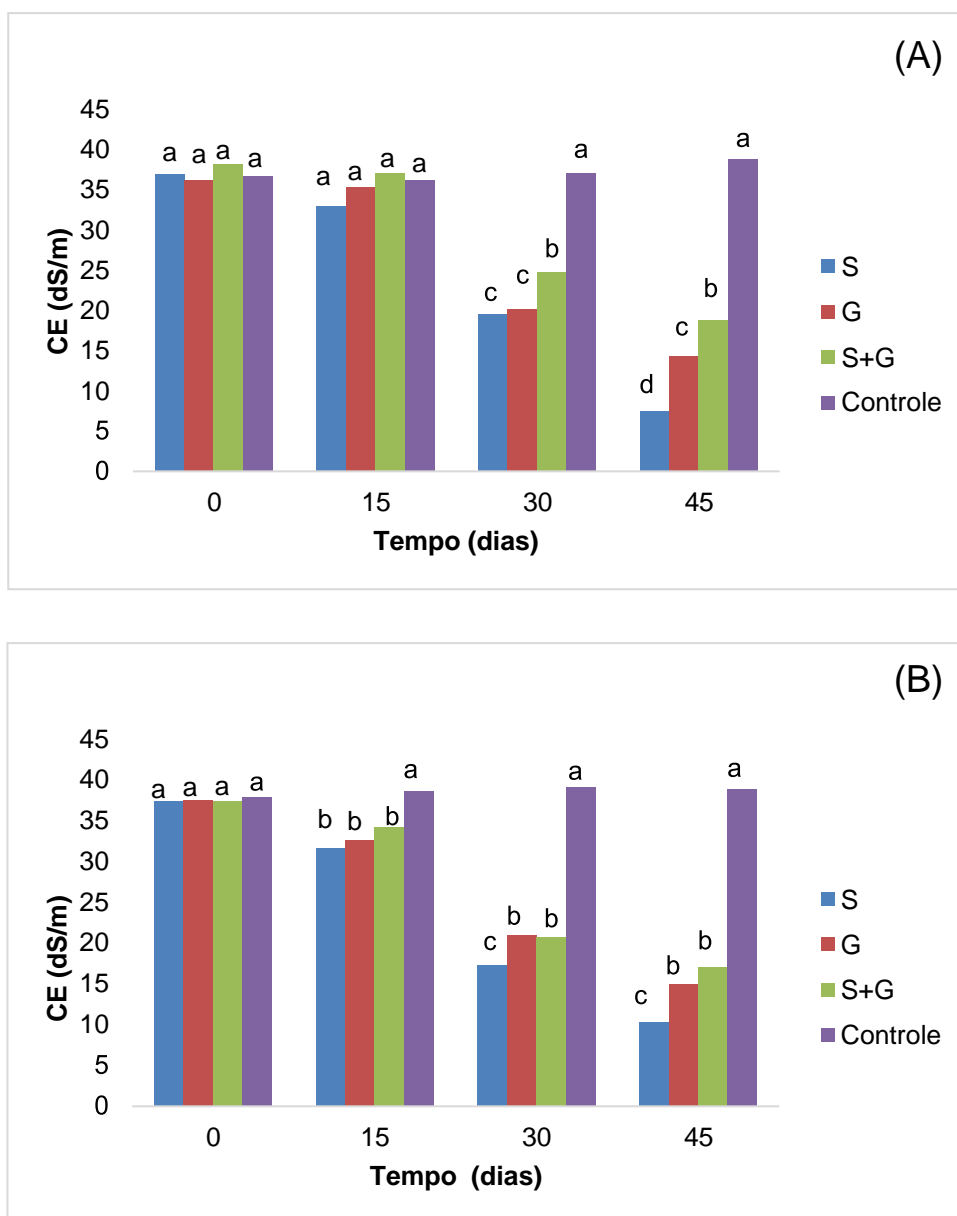 (A)
45
40
35
30
25
20
15
10
5
0
CE (dS/m)
a a a a
a a a a
c c b a
d c b a
0 15 30 45
Tempo (dias)
S
G
S+G
Controle
(B)
45
40
35
30
25
20
15
10
5
0
CE (dS/m)
a a a a
b b b a
c b b a
c b b a
0 15 30 45
Tempo (dias)
S
G
S+G
Controle